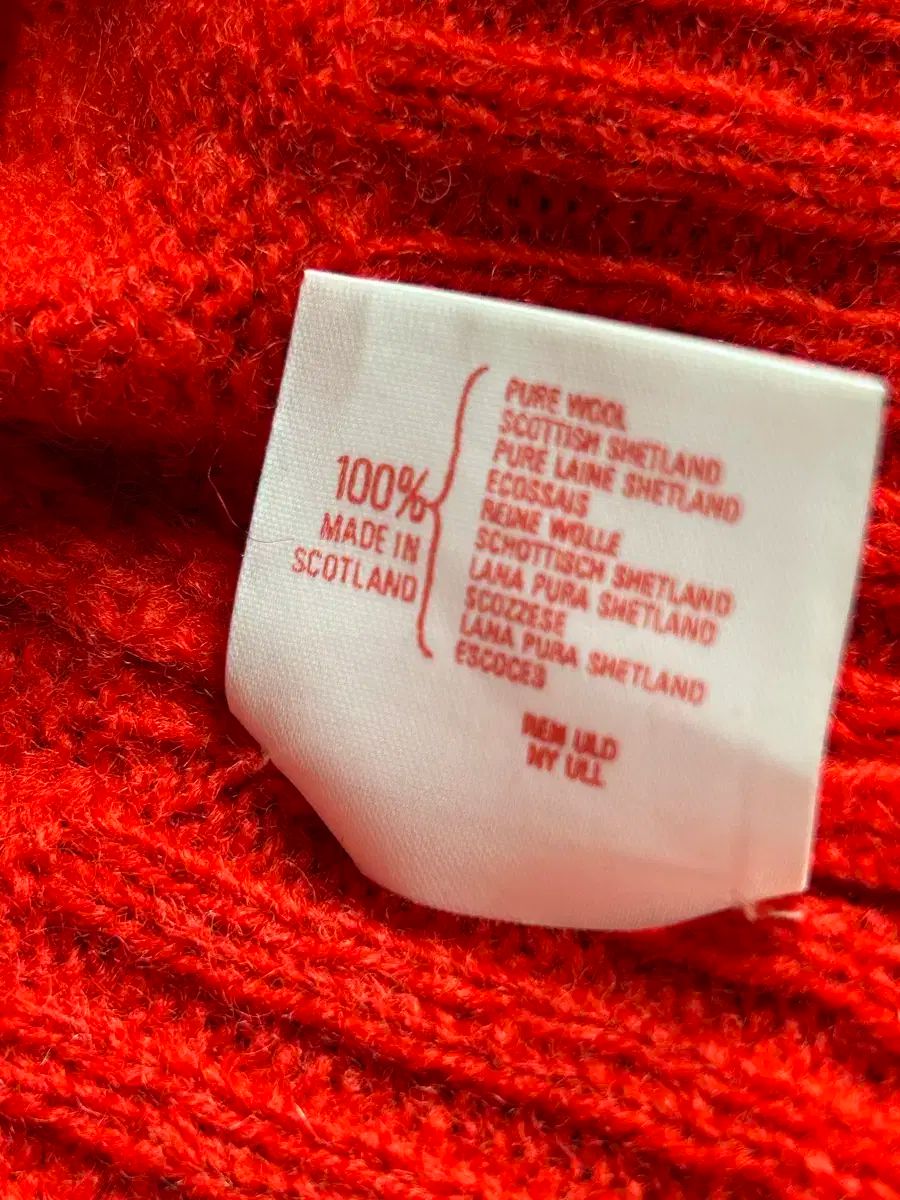 100%
MADE IN
SCOTLAND
PURE WOOL
SCOTTISH SHETLAND
PURE LAINE SHETLAND
ECOSSAIS
REINE WOLLE
SCHOTTISCH SHETLAND
LANA PURA SHETLAND
SCOZZESE
LANA PURA SHETLAND
ESCOCES
REN ULD
NY ULL